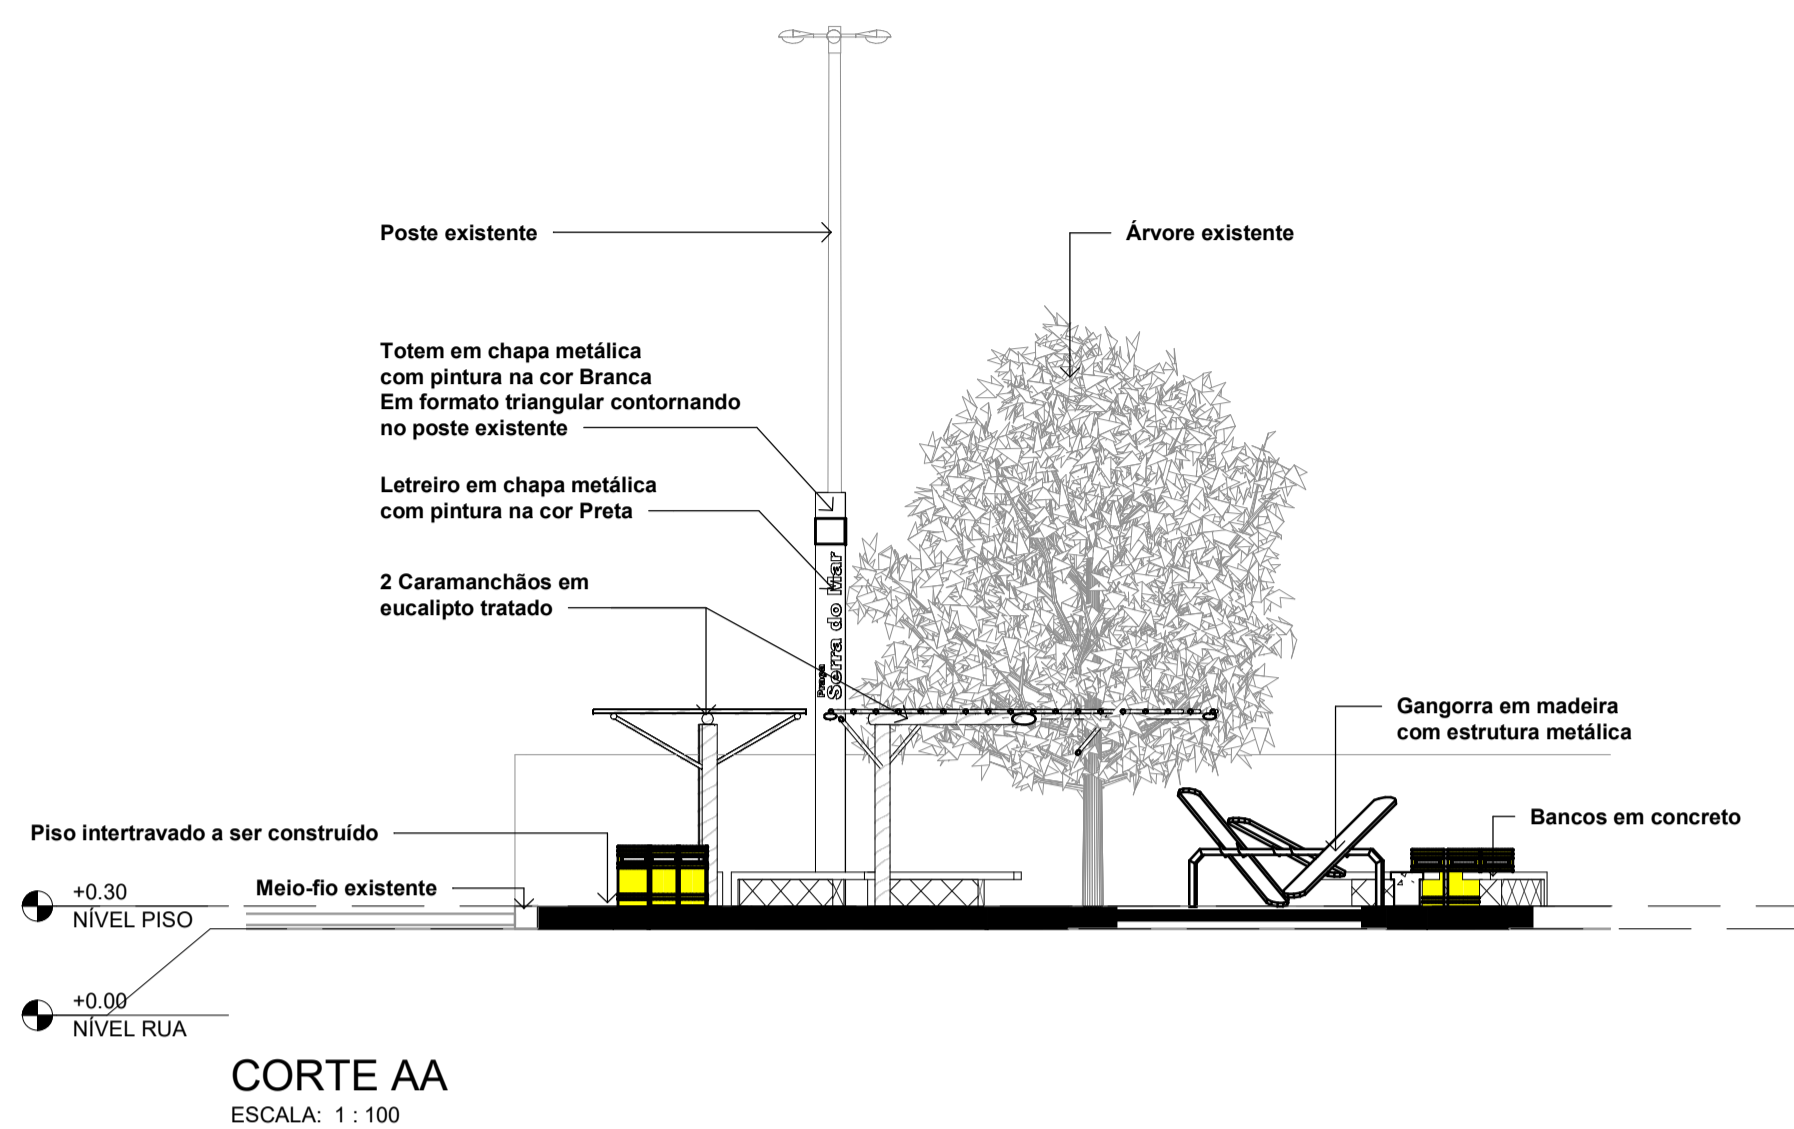 Poste existente
Árvore existente
Totem em chapa metálica
com pintura na cor Branca
Em formato triangular contornando
no poste existente
Letreiro em chapa metálica
com pintura na cor Preta
2 Caramanchãos em
eucalipto tratado
Praça
Serra do Mar
Gangorra em madeira
com estrutura metálica
Bancos em concreto
Piso intertravado a ser construído
Meio-fio existente
+0.30
NÍVEL PISO
+0.00
NÍVEL RUA
CORTE AA
ESCALA: 1 : 100